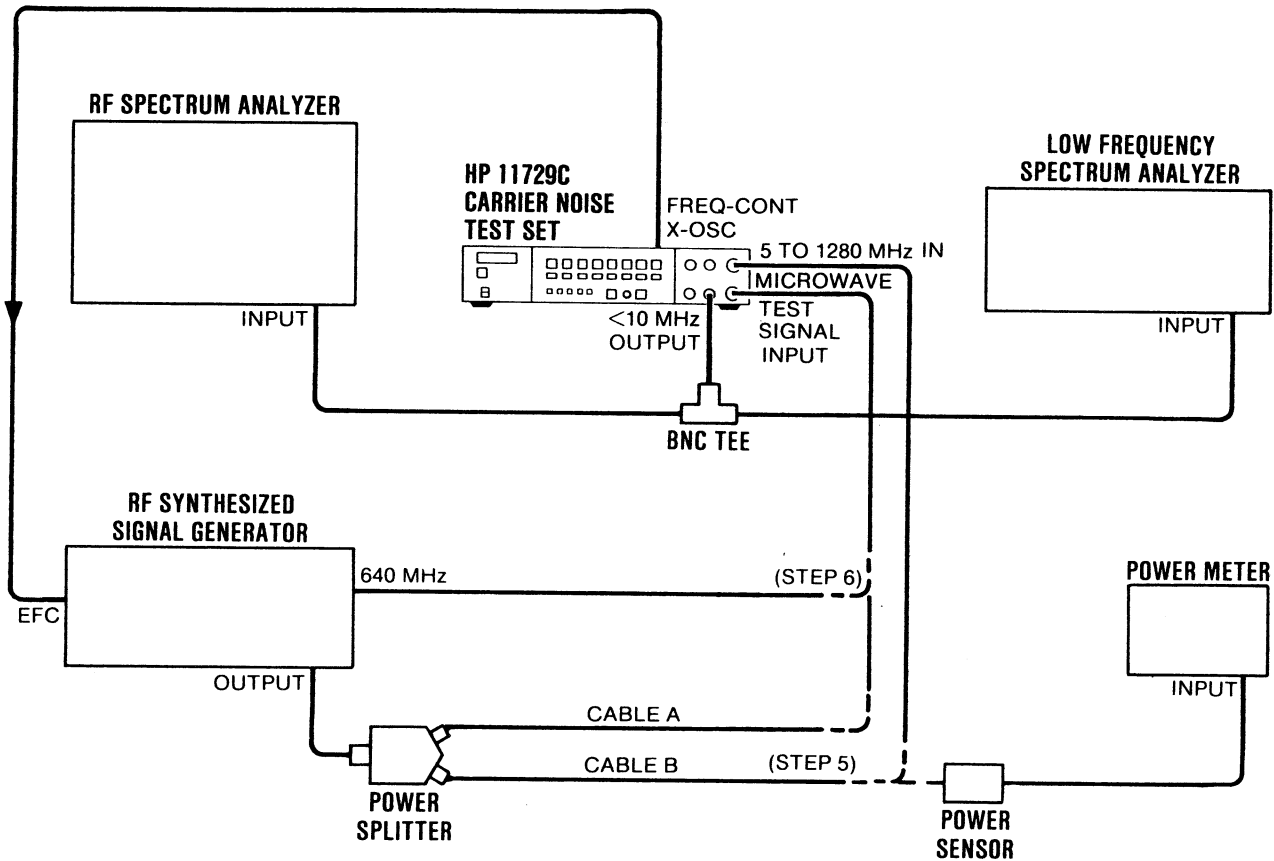 RF SPECTRUM ANALYZER
INPUT
HP 11729C
CARRIER NOISE
TEST SET
FREQ-CONT
X-OSC
5 TO 1280 MHz IN
MICROWAVE
TEST
SIGNAL
INPUT
<10 MHz
OUTPUT
LOW FREQUENCY
SPECTRUM ANALYZER
INPUT
BNC TEE
RF SYNTHESIZED
SIGNAL GENERATOR
640 MHz
(STEP 6)
EFC
OUTPUT
POWER METER
INPUT
CABLE A
CABLE B
(STEP 5)
POWER
SPLITTER
POWER
SENSOR